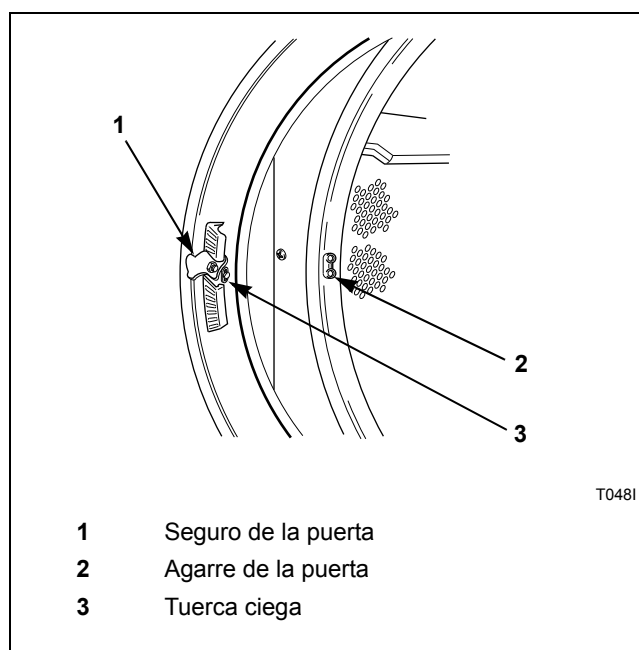 1
2
3
T048I
1 Seguro de la puerta
2 Agarre de la puerta
3 Tuerca ciega